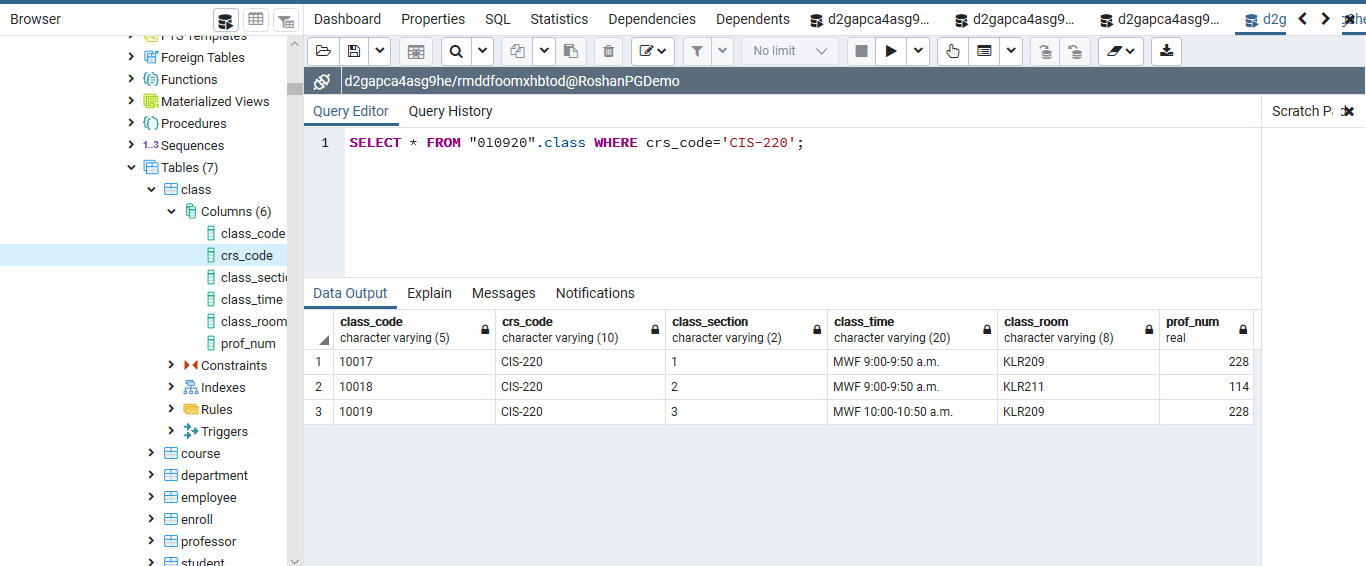 Browser
Dashboard Properties SQL Statistics Dependencies Dependents d2gapca4asg9... d2gapca4asg9... d2gapca4asg9... d2g
FTS Templates
Foreign Tables
Functions
Materialized Views
Procedures
1..3 Sequences
Tables (7)
class
Columns (6)
class_code
crs_code
class_secti
class_time
class_room
prof_num
Constraints
Indexes
Rules
Triggers
course
department
employee
enroll
professor
student
No limit
d2gapca4asg9he/rmddfoomxhbtod@RoshanPGDemo
Query Editor Query History
Scratch P
1 SELECT * FROM "010920".class WHERE crs_code='CIS-220';
Data Output Explain Messages Notifications
class_code crs_code class_section class_time class_room prof_num
character varying (5) character varying (10) character varying (2) character varying (20) character varying (8) real
1 10017 CIS-220 1 MWF 9:00-9:50 a.m. KLR209 228
2 10018 CIS-220 2 MWF 9:00-9:50 a.m. KLR211 114
3 10019 CIS-220 3 MWF 10:00-10:50 a.m. KLR209 228